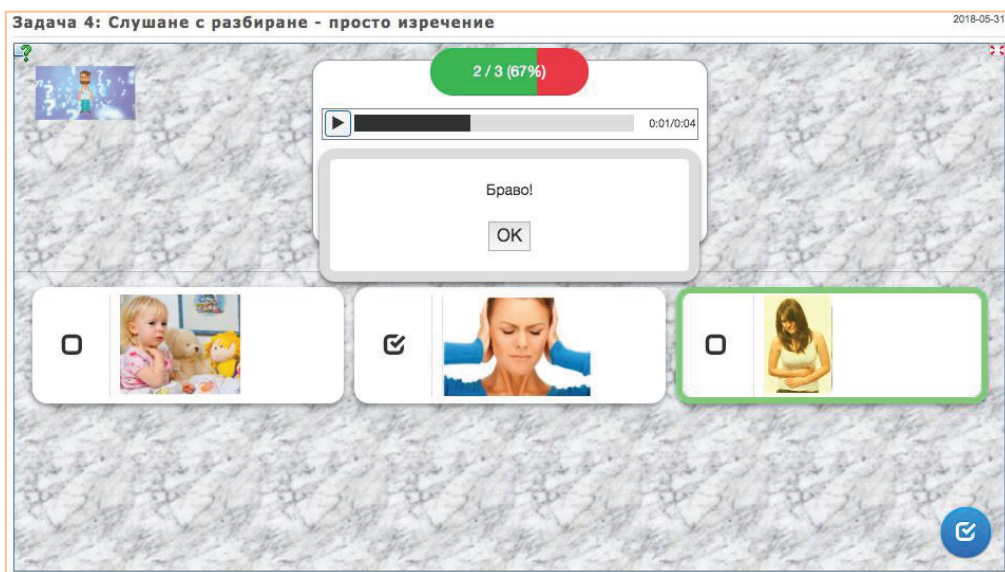 Задача 4: Слушане с разбиране - просто изречение
2018-05-31
2 / 3 (67%)
0:01/0:04
Браво!
OK